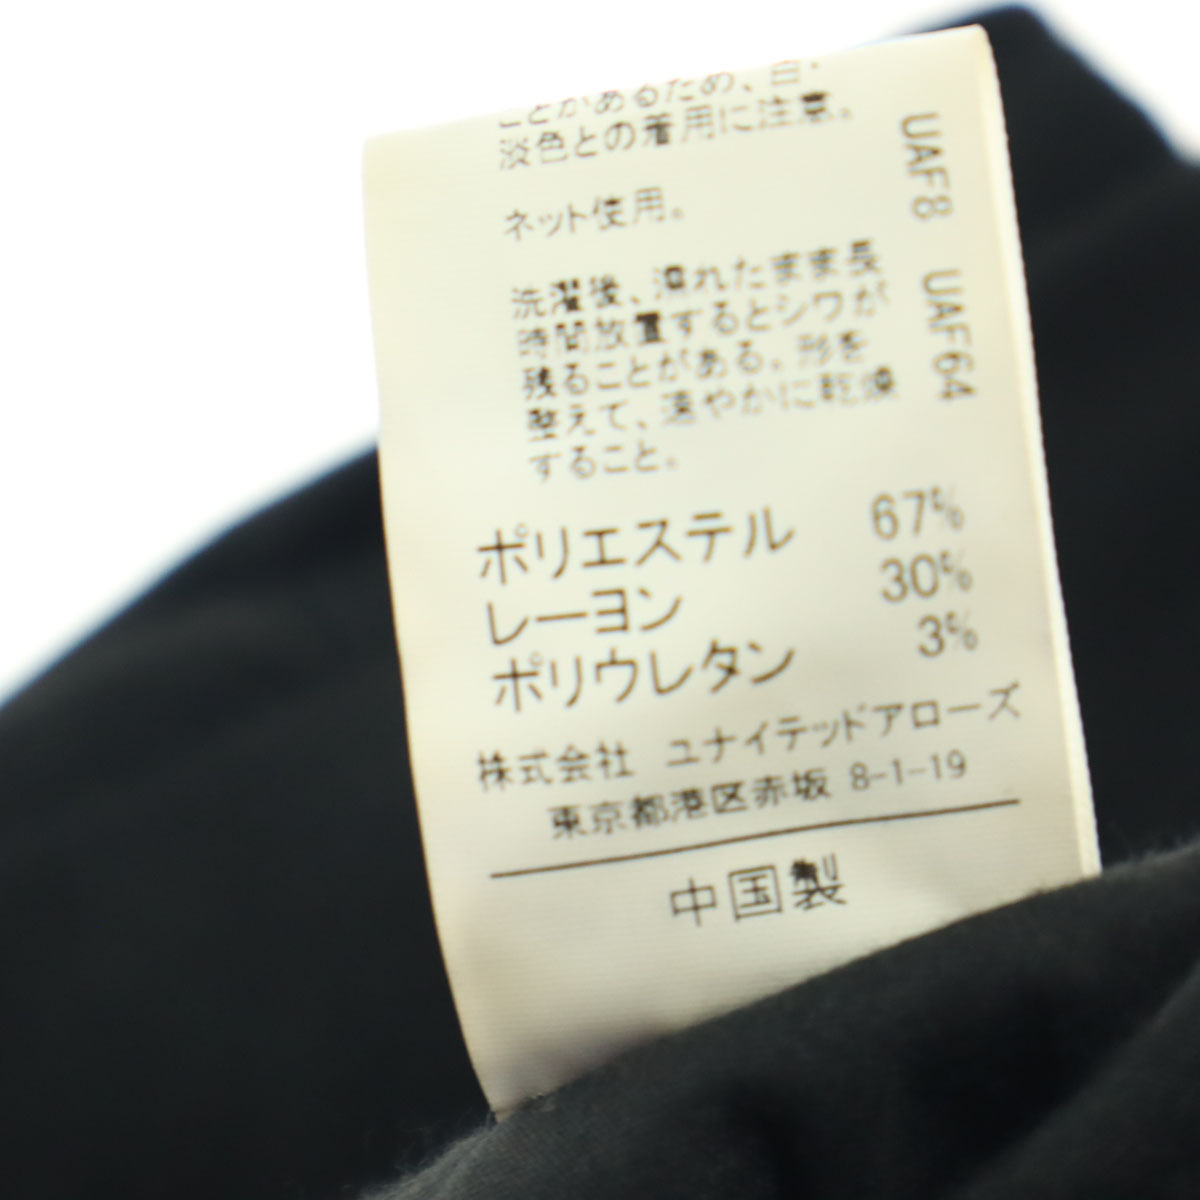 ことがあるため、白・
淡色との着用に注意。
ネット使用。
洗濯後、濡れたまま長
時間放置するとシワが
残ることがある。形を
整えて、速やかに乾燥
すること。
ポリエステル 67%
レーヨン 30%
ポリウレタン 3%
株式会社 ユナイテッドアローズ
東京都港区赤坂 8-1-19
中国製
UAF8 UAF64